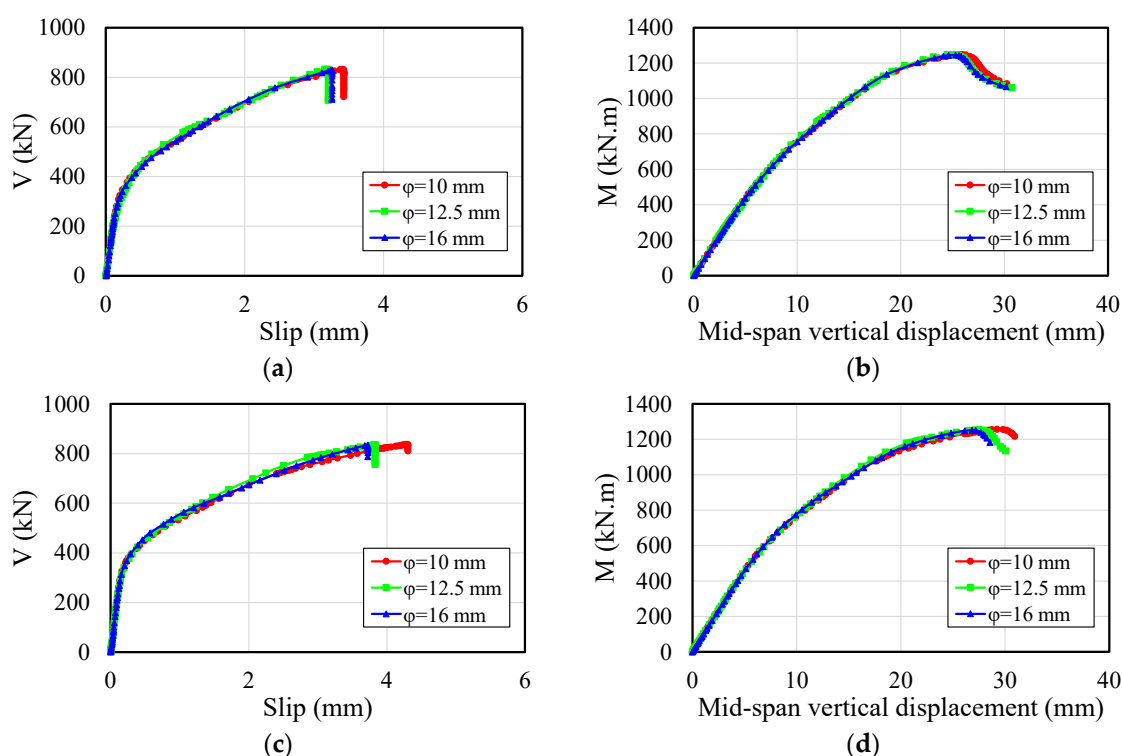 1000
800
600
400
200
0
V (kN)
φ=10 mm
φ=12.5 mm
φ=16 mm
0 2 4 6
Slip (mm)
(a)
1400
1200
1000
800
600
400
200
0
M (kN.m)
φ=10 mm
φ=12.5 mm
φ=16 mm
0 10 20 30 40
Mid-span vertical displacement (mm)
(b)
1000
800
600
400
200
0
V (kN)
φ=10 mm
φ=12.5 mm
φ=16 mm
0 2 4 6
Slip (mm)
(c)
1400
1200
1000
800
600
400
200
0
M (kN.m)
φ=10 mm
φ=12.5 mm
φ=16 mm
0 10 20 30 40
Mid-span vertical displacement (mm)
(d)